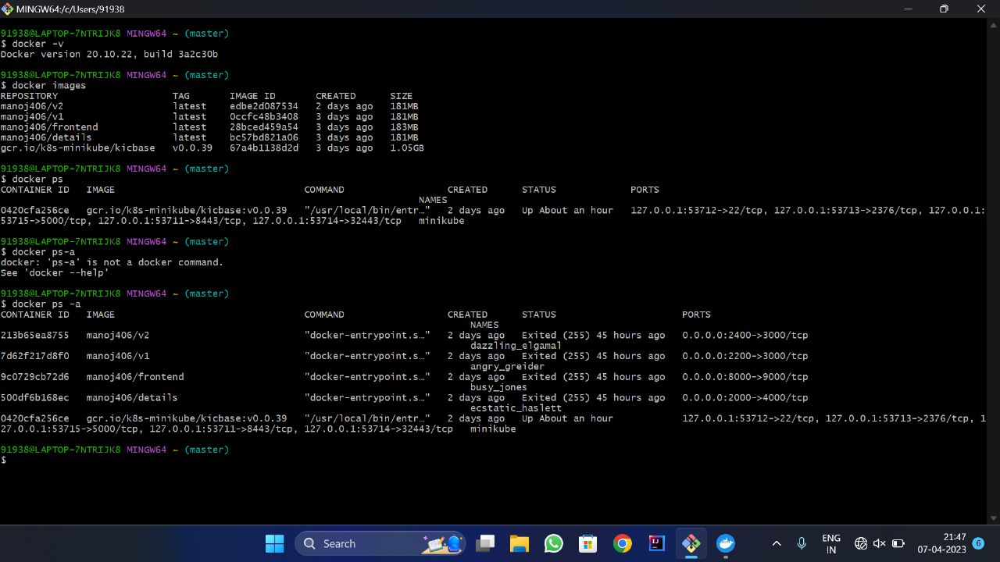 MINGW64:/c/Users/91938
91938@LAPTOP-7NTRIJK8 MINGW64 ~ (master)
$ docker -v
Docker version 20.10.22, build 3a2c30b
91938@LAPTOP-7NTRIJK8 MINGW64 ~ (master)
$ docker images
REPOSITORY TAG IMAGE ID CREATED SIZE
manoj406/v2 latest edbe2d087534 2 days ago 181MB
manoj406/v1 latest 0ccfc48b3408 3 days ago 181MB
manoj406/frontend latest 28bced459a54 3 days ago 183MB
manoj406/details latest bc57bd821a06 3 days ago 181MB
gcr.io/k8s-minikube/kicbase v0.0.39 67a4b1138d2d 3 days ago 1.05GB
91938@LAPTOP-7NTRIJK8 MINGW64 ~ (master)
$ docker ps
CONTAINER ID IMAGE COMMAND CREATED STATUS PORTS
NAMES
0420cfa256ce gcr.io/k8s-minikube/kicbase:v0.0.39 "/usr/local/bin/entr…" 2 days ago Up About an hour 127.0.0.1:53712->22/tcp, 127.0.0.1:53713->2376/tcp, 127.0.0.1:
53715->5000/tcp, 127.0.0.1:53711->8443/tcp, 127.0.0.1:53714->32443/tcp minikube
91938@LAPTOP-7NTRIJK8 MINGW64 ~ (master)
$ docker ps-a
docker: 'ps-a' is not a docker command.
See 'docker --help'
91938@LAPTOP-7NTRIJK8 MINGW64 ~ (master)
$ docker ps -a
CONTAINER ID IMAGE COMMAND CREATED STATUS PORTS
NAMES
213b65ea8755 manoj406/v2 "docker-entrypoint.s…" 2 days ago Exited (255) 45 hours ago 0.0.0.0:2400->3000/tcp
dazzling_elgamal
7d62f217d8f0 manoj406/v1 "docker-entrypoint.s…" 2 days ago Exited (255) 45 hours ago 0.0.0.0:2200->3000/tcp
angry_greider
9c0729cb72d6 manoj406/frontend "docker-entrypoint.s…" 2 days ago Exited (255) 45 hours ago 0.0.0.0:8000->9000/tcp
busy_jones
500df6b168ec manoj406/details "docker-entrypoint.s…" 2 days ago Exited (255) 45 hours ago 0.0.0.0:2000->4000/tcp
ecstatic_haslett
0420cfa256ce gcr.io/k8s-minikube/kicbase:v0.0.39 "/usr/local/bin/entr…" 2 days ago Up About an hour 127.0.0.1:53712->22/tcp, 127.0.0.1:53713->2376/tcp, 1
27.0.0.1:53715->5000/tcp, 127.0.0.1:53711->8443/tcp, 127.0.0.1:53714->32443/tcp minikube
91938@LAPTOP-7NTRIJK8 MINGW64 ~ (master)
$
Search
ENG
IN
21:47
07-04-2023
6